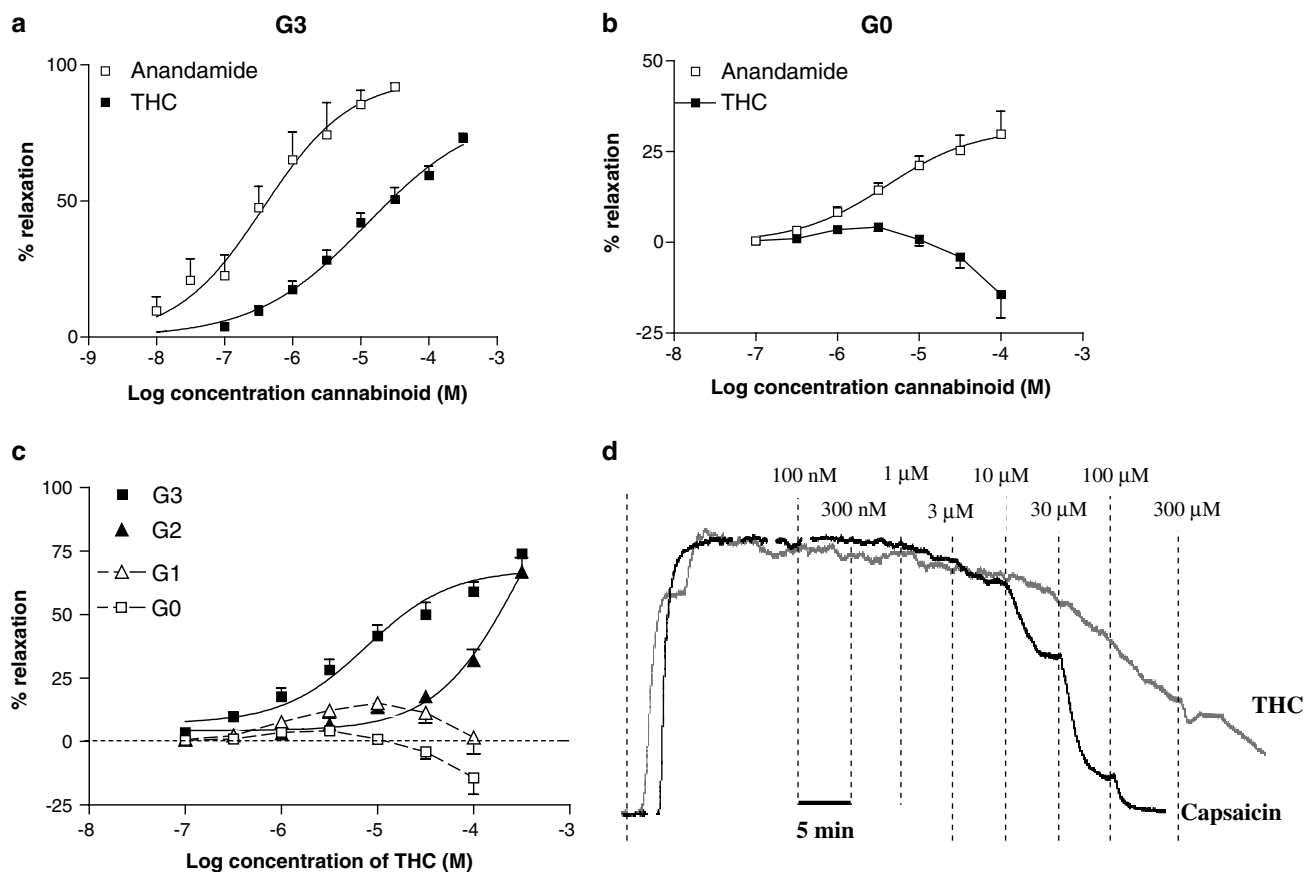 a
G3
Anandamide
THC
100
50
0
% relaxation
-9 -8 -7 -6 -5 -4 -3
Log concentration cannabinoid (M)
b
G0
Anandamide
THC
50
25
0
-25
% relaxation
-8 -7 -6 -5 -4 -3
Log concentration cannabinoid (M)
c
G3
G2
G1
G0
100
75
50
25
0
-25
% relaxation
-8 -7 -6 -5 -4 -3
Log concentration of THC (M)
d
100 nM 1 µM 10 µM 100 µM
300 nM 3 µM 30 µM 300 µM
THC
Capsaicin
5 min